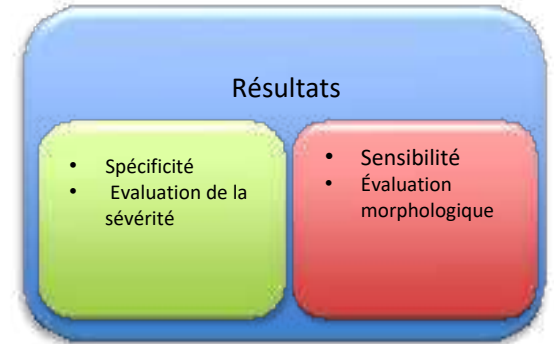 Résultats
• Spécificité
• Evaluation de la
sévérité
• Sensibilité
• Évaluation
morphologique